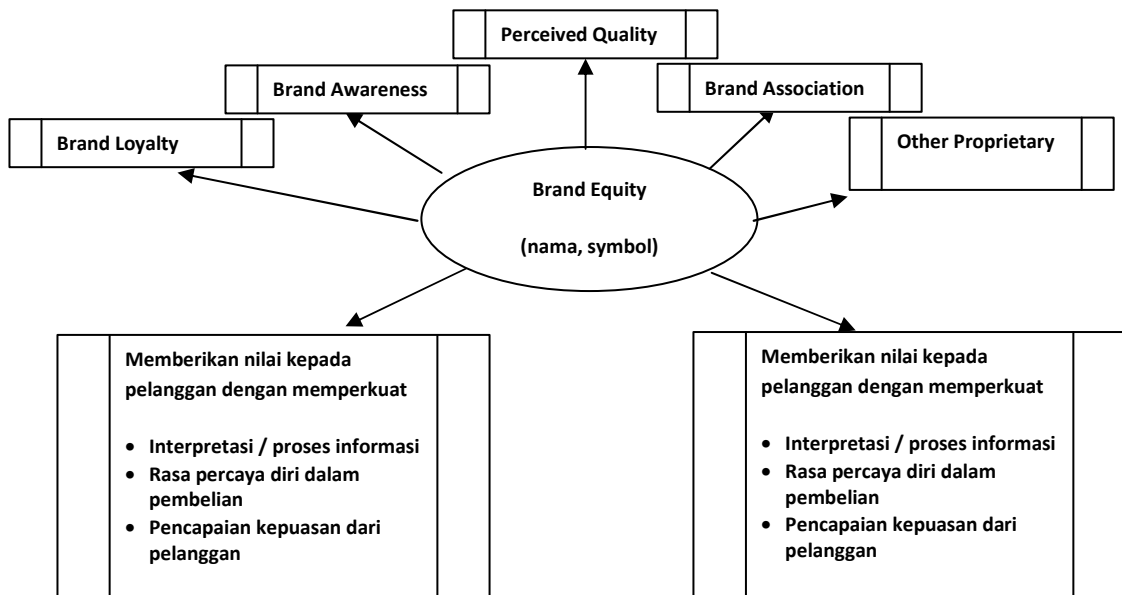 Perceived Quality
Brand Awareness
Brand Association
Brand Loyalty
Other Proprietary
Brand Equity
(nama, symbol)
Memberikan nilai kepada
pelanggan dengan memperkuat
• Interpretasi / proses informasi
• Rasa percaya diri dalam
pembelian
• Pencapaian kepuasan dari
pelanggan
Memberikan nilai kepada
pelanggan dengan memperkuat
• Interpretasi / proses informasi
• Rasa percaya diri dalam
pembelian
• Pencapaian kepuasan dari
pelanggan